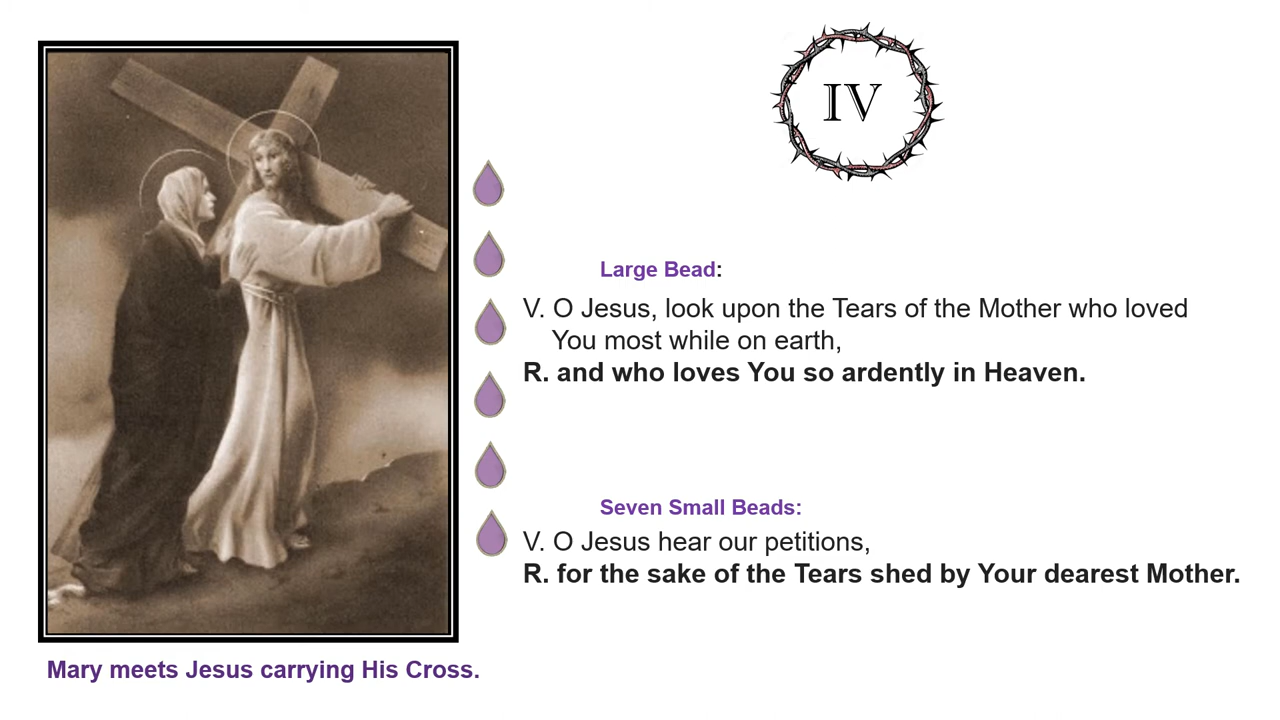 IV
Large Bead:
V. O Jesus, look upon the Tears of the Mother who loved
You most while on earth,
R. and who loves You so ardently in Heaven.
Seven Small Beads:
V. O Jesus hear our petitions,
R. for the sake of the Tears shed by Your dearest Mother.
Mary meets Jesus carrying His Cross.